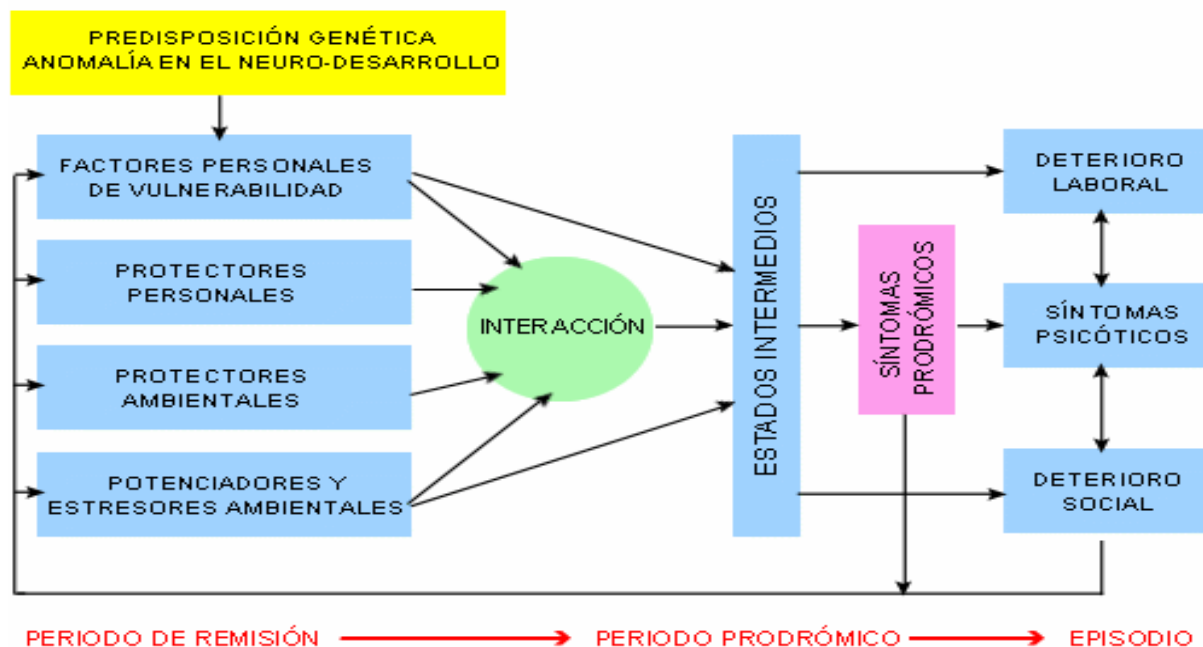 PREDISPOSICIÓN GENÉTICA
ANOMALÍA EN EL NEURO-DESARROLLO
FACTORES PERSONALES
DE VULNERABILIDAD
PROTECTORES
PERSONALES
PROTECTORES
AMBIENTALES
POTENCIADORES Y
ESTRESORES AMBIENTALES
INTERACCIÓN
ESTADOS INTERMEDIOS
SÍNTOMAS
PRODRÓMICOS
DETERIORO
LABORAL
SÍNTOMAS
PSICÓTICOS
DETERIORO
SOCIAL
PERIODO DE REMISIÓN
PERIODO PRODRÓMICO
EPISODIO